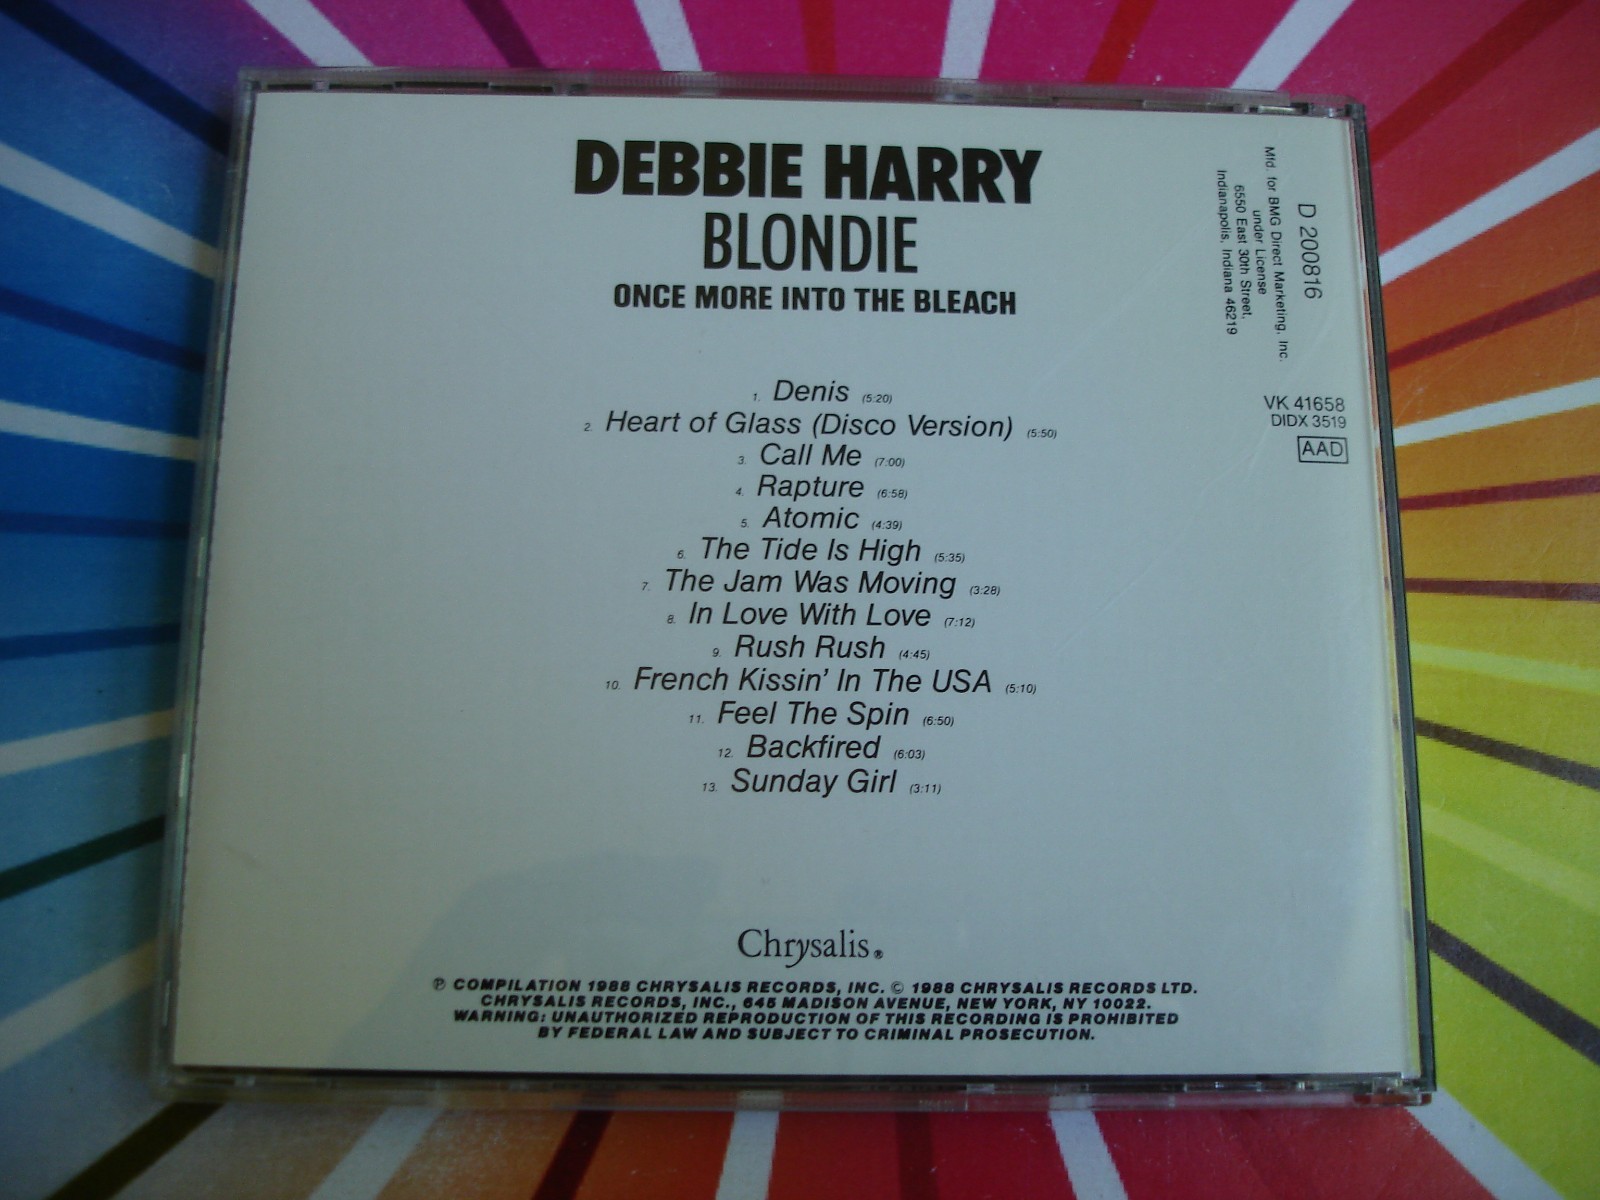 DEBBIE HARRY
BLONDIE
ONCE MORE INTO THE BLEACH
1. Denis (5:20)
2. Heart of Glass (Disco Version) (5:50)
3. Call Me (7:00)
4. Rapture (6:58)
5. Atomic (4:39)
6. The Tide Is High (5:35)
7. The Jam Was Moving (3:28)
8. In Love With Love (7:12)
9. Rush Rush (4:45)
10. French Kissin' In The USA (5:10)
11. Feel The Spin (6:50)
12. Backfired (6:03)
13. Sunday Girl (3:11)
D 200816
Mfd. for BMG Direct Marketing, Inc.
under License
6550 East 30th Street,
Indianapolis, Indiana 46219
VK 41658
DIDX 3519
AAD
Chrysalis®
℗ COMPILATION 1988 CHRYSALIS RECORDS, INC. © 1988 CHRYSALIS RECORDS LTD.
CHRYSALIS RECORDS, INC., 645 MADISON AVENUE, NEW YORK, NY 10022.
WARNING: UNAUTHORIZED REPRODUCTION OF THIS RECORDING IS PROHIBITED
BY FEDERAL LAW AND SUBJECT TO CRIMINAL PROSECUTION.